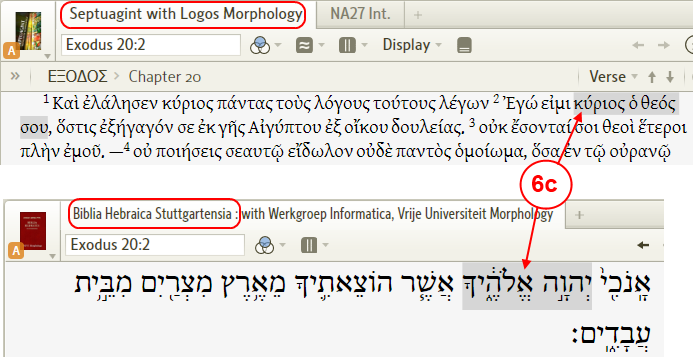 Septuagint with Logos Morphology NA27 Int. +
A Exodus 20:2 Display
» ΕΞΟΔΟΣ > Chapter 20 Verse
1 Καὶ ἐλάλησεν κύριος πάντας τοὺς λόγους τούτους λέγων 2 Ἐγώ εἰμι κύριος ὁ θεός
σου, ὅστις ἐξήγαγόν σε ἐκ γῆς Αἰγύπτου ἐξ οἴκου δουλείας. 3 οὐκ ἔσονταί σοι θεοὶ ἕτεροι
πλὴν ἐμοῦ. — 4 οὐ ποιήσεις σεαυτῷ εἴδωλον οὐδὲ παντὸς ὁμοίωμα, ὅσα ἐν τῷ οὐρανῷ
6c
Biblia Hebraica Stuttgartensia : with Werkgroep Informatica, Vrije Universiteit Morphology +
A Exodus 20:2
אָֽנֹכִ֖י֙ יְהוָ֣ה אֱלֹהֶ֑֔יךָ אֲשֶׁ֧ר הוֹצֵאתִ֛יךָ מֵאֶ֥רֶץ מִצְרַ֖יִם מִבֵּ֥֣ית
עֲבָדִֽ֑ים׃